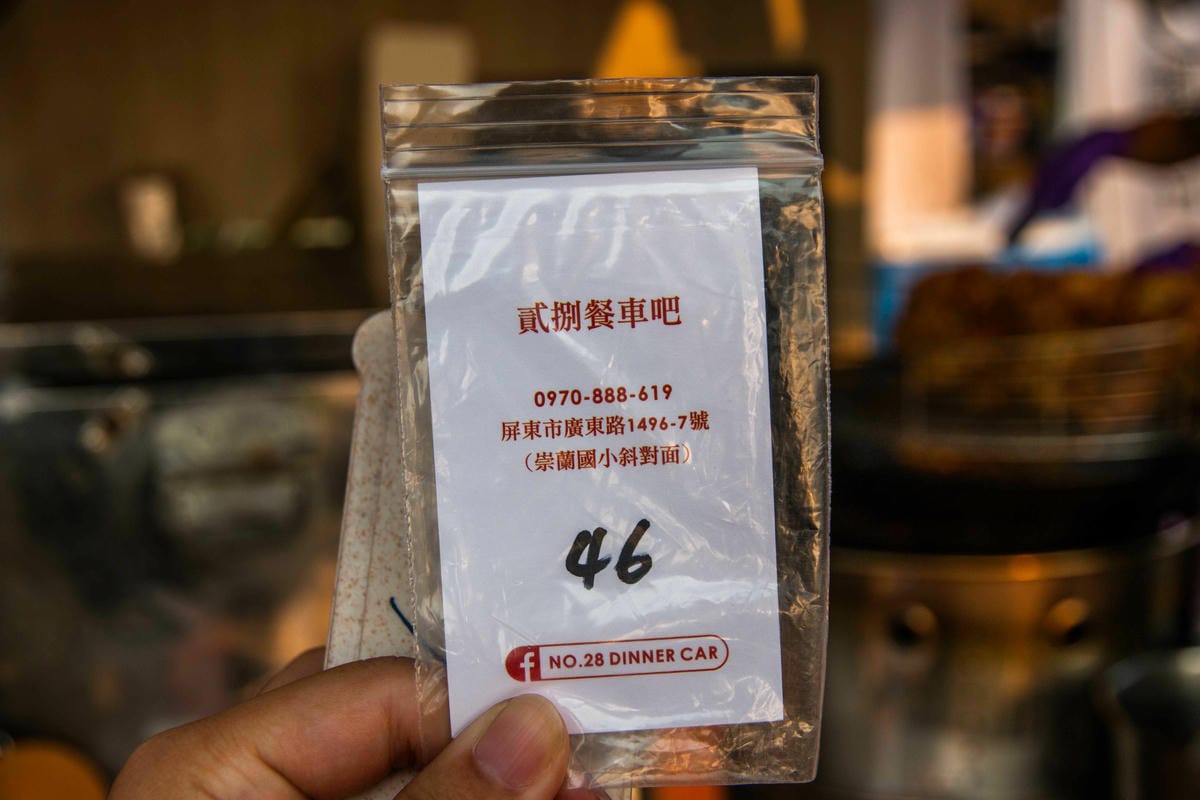 貳捌餐車吧
0970-888-619
屏東市廣東路1496-7號
（崇蘭國小斜對面）
46
f NO.28 DINNER CAR